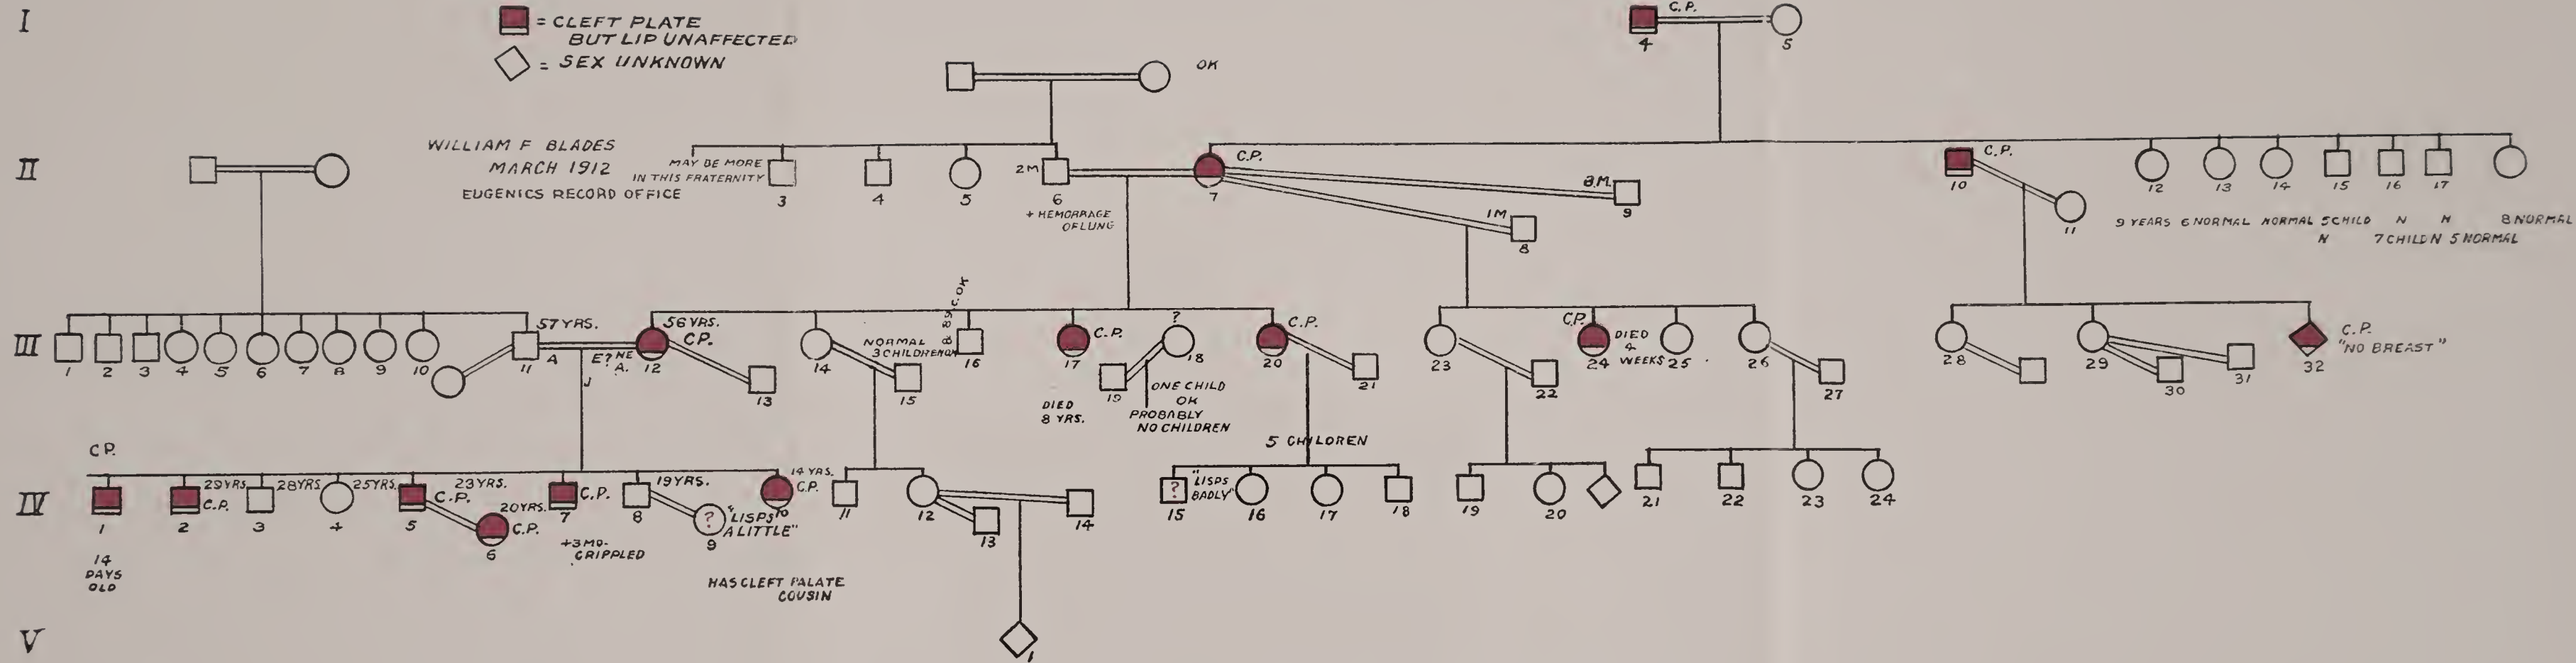 I
= CLEFT PLATE
BUT LIP UNAFFECTED
= SEX UNKNOWN
C.P.
4
5
OK
WILLIAM F BLADES
MARCH 1912
EUGENICS RECORD OFFICE
II
MAY BE MORE
IN THIS FRATERNITY
3
4
5
2M
6
+ HEMORRAGE
OF LUNG
C.P.
7
1M
8
3.M.
9
C.P.
10
11
12
13
14
15
16
17
9 YEARS 6 NORMAL NORMAL 5 CHILD N N 8 NORMAL
N 7 CHILD N 5 NORMAL
III
1
2
3
4
5
6
7
8
9
10
57 YRS.
11
A
E? NE
A.
J
56 YRS.
C.P.
12
13
14
NORMAL
3 CHILDREN OK
15
OK
16
C.P.
17
DIED
8 YRS.
?
18
19
ONE CHILD
OK
PROBABLY
NO CHILDREN
C.P.
20
21
5 CHILDREN
23
22
C.P.
24
DIED
4
WEEKS
25
26
27
28
29
30
31
C.P.
"NO BREAST"
32
IV
C.P.
1
14
DAYS
OLD
29 YRS.
C.P.
2
28 YRS.
3
25 YRS.
4
23 YRS.
C.P.
5
20 YRS.
C.P.
6
C.P.
7
+3 MO-
CRIPPLED
19 YRS.
8
?
"LISPS
A LITTLE"
9
HAS CLEFT PALATE
COUSIN
14 YRS.
C.P.
10
11
12
13
14
?
"LISPS
BADLY"
15
16
17
18
19
20
21
22
23
24
V
1